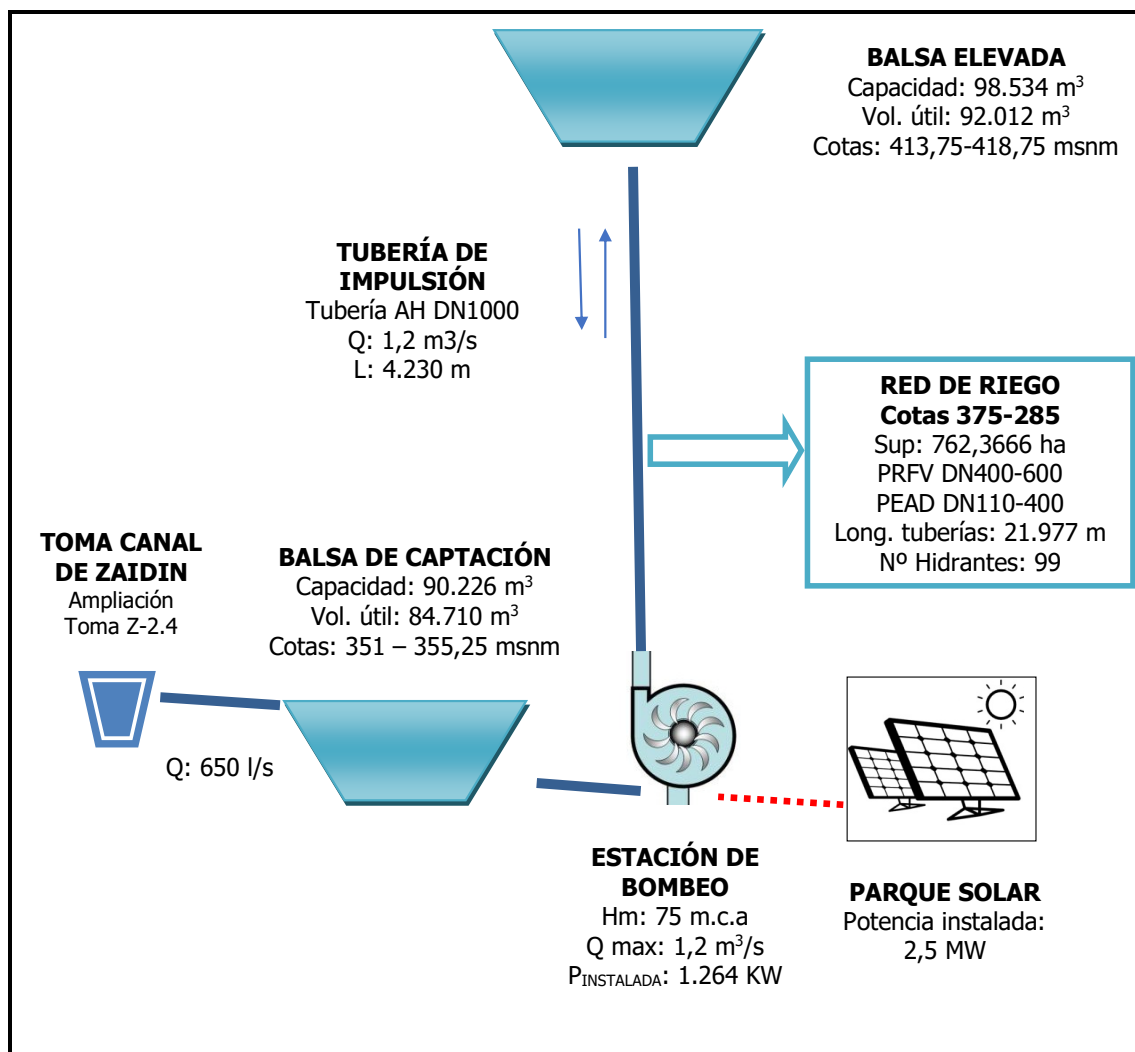 BALSA ELEVADA
Capacidad: 98.534 m³
Vol. útil: 92.012 m³
Cotas: 413,75-418,75 msnm
TUBERÍA DE
IMPULSIÓN
Tubería AH DN1000
Q: 1,2 m3/s
L: 4.230 m
RED DE RIEGO
Cotas 375-285
Sup: 762,3666 ha
PRFV DN400-600
PEAD DN110-400
Long. tuberías: 21.977 m
Nº Hidrantes: 99
TOMA CANAL
DE ZAIDIN
Ampliación
Toma Z-2.4
BALSA DE CAPTACIÓN
Capacidad: 90.226 m³
Vol. útil: 84.710 m³
Cotas: 351 – 355,25 msnm
Q: 650 l/s
ESTACIÓN DE
BOMBEO
Hm: 75 m.c.a
Q max: 1,2 m³/s
PINSTALADA: 1.264 KW
PARQUE SOLAR
Potencia instalada:
2,5 MW